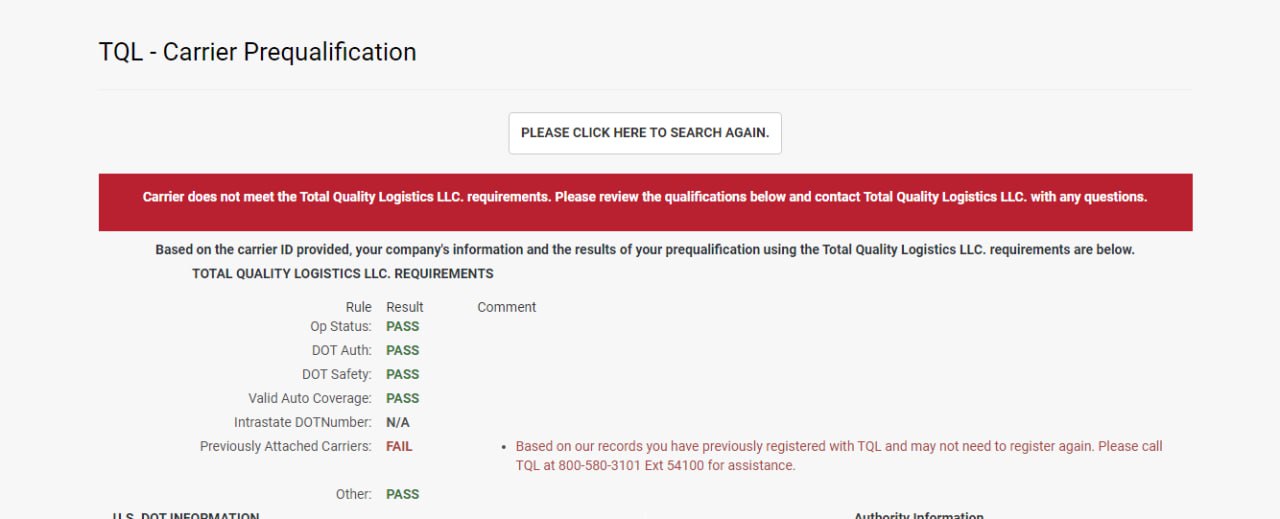 TQL - Carrier Prequalification
PLEASE CLICK HERE TO SEARCH AGAIN.
Carrier does not meet the Total Quality Logistics LLC. requirements. Please review the qualifications below and contact Total Quality Logistics LLC. with any questions.
Based on the carrier ID provided, your company's information and the results of your prequalification using the Total Quality Logistics LLC. requirements are below.
TOTAL QUALITY LOGISTICS LLC. REQUIREMENTS
Rule Result Comment
Op Status: PASS
DOT Auth: PASS
DOT Safety: PASS
Valid Auto Coverage: PASS
Intrastate DOTNumber: N/A
Previously Attached Carriers: FAIL • Based on our records you have previously registered with TQL and may not need to register again. Please call
TQL at 800-580-3101 Ext 54100 for assistance.
Other: PASS
U.S. DOT INFORMATION Authority Information